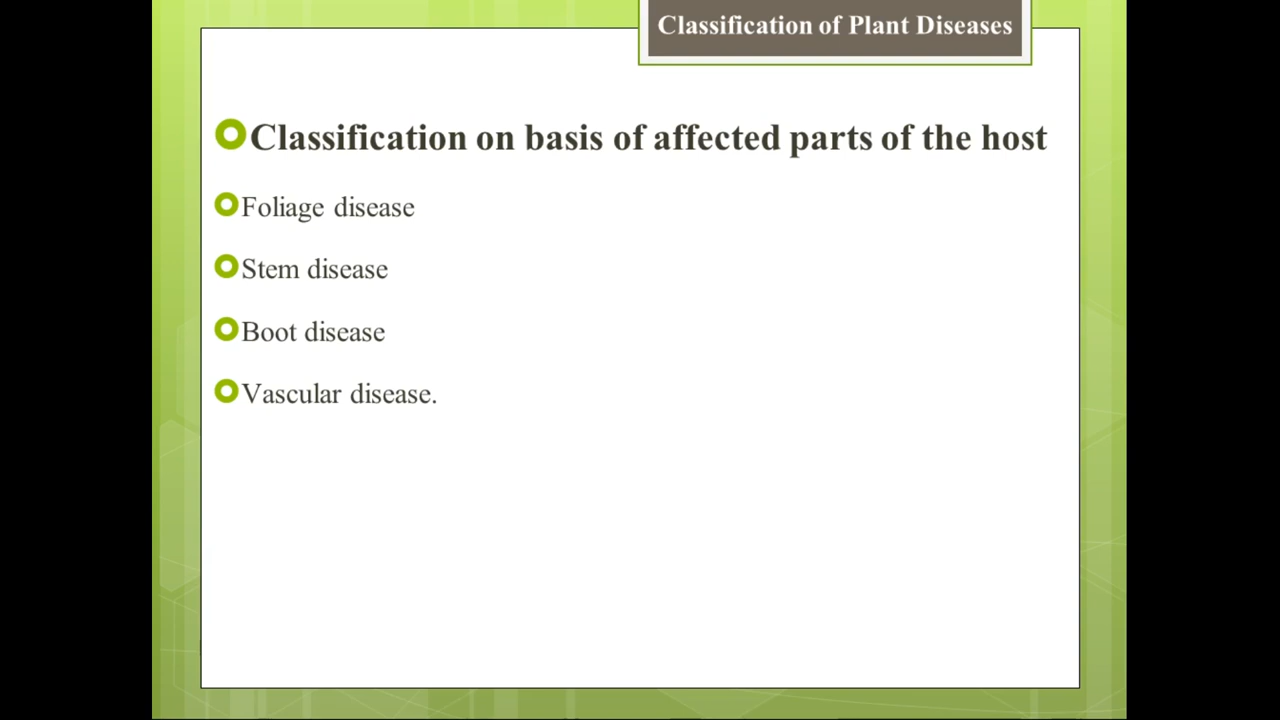 Classification of Plant Diseases
Classification on basis of affected parts of the host
Foliage disease
Stem disease
Boot disease
Vascular disease.